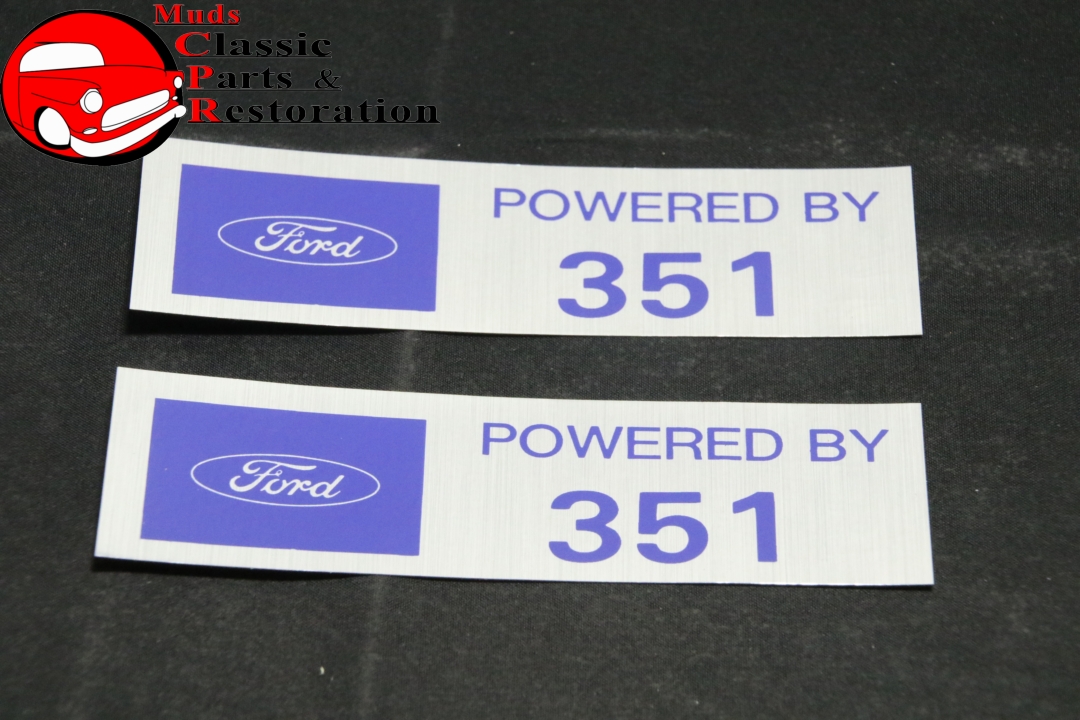 Muds
Classic
Parts &
Restoration
Ford
POWERED BY
351
Ford
POWERED BY
351